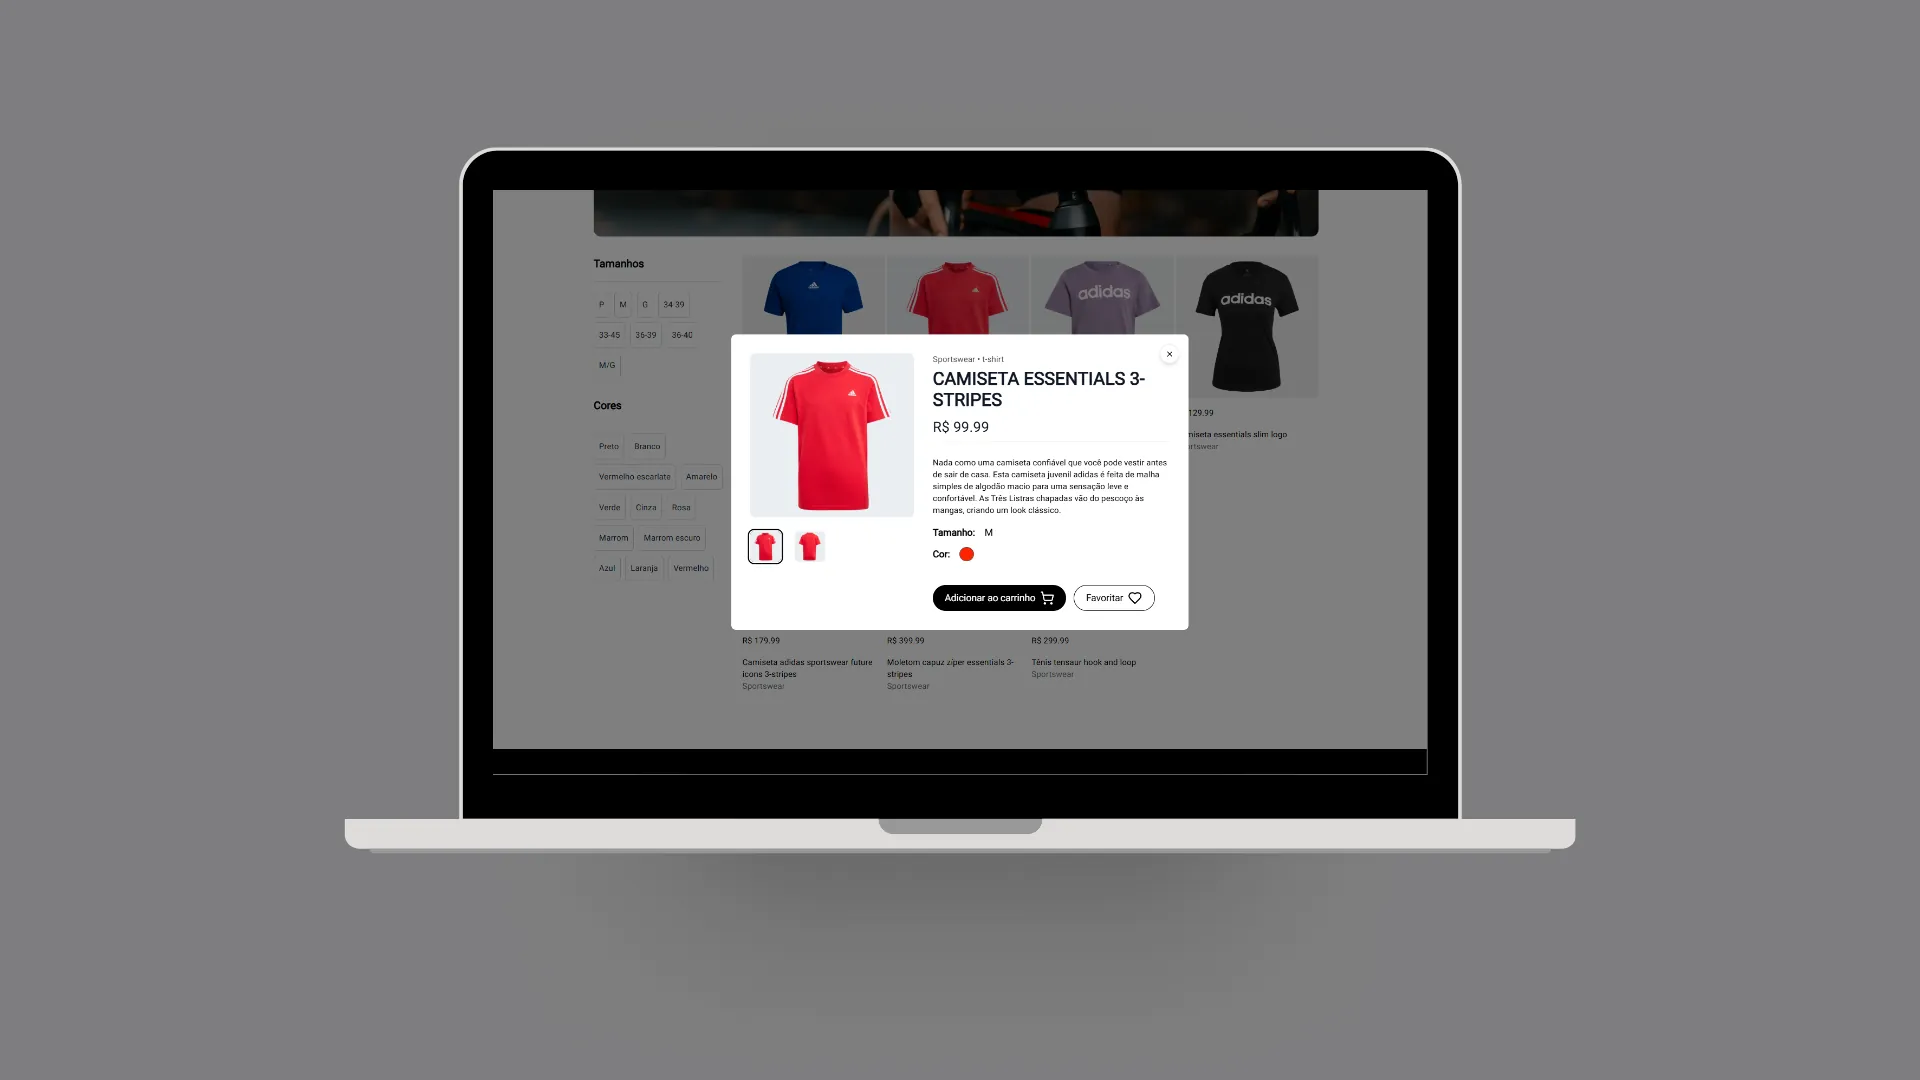 Tamanhos
P M G 34-39
33-45 36-39 36-40
M/G
Cores
Preto Branco
Vermelho escarlate Amarelo
Verde Cinza Rosa
Marrom Marrom escuro
Azul Laranja Vermelho
adidas
adidas
Sportswear • t-shirt
CAMISETA ESSENTIALS 3-
STRIPES
R$ 99.99
Nada como uma camiseta confiável que você pode vestir antes
de sair de casa. Esta camiseta juvenil adidas é feita de malha
simples de algodão macio para uma sensação leve e
confortável. As Três Listras chapadas vão do pescoço às
mangas, criando um look clássico.
Tamanho: M
Cor:
Adicionar ao carrinho
Favoritar
129.99
miseta essentials slim logo
rtswear
R$ 179.99
Camiseta adidas sportswear future
icons 3-stripes
Sportswear
R$ 399.99
Moletom capuz zíper essentials 3-
stripes
Sportswear
R$ 299.99
Tênis tensaur hook and loop
Sportswear